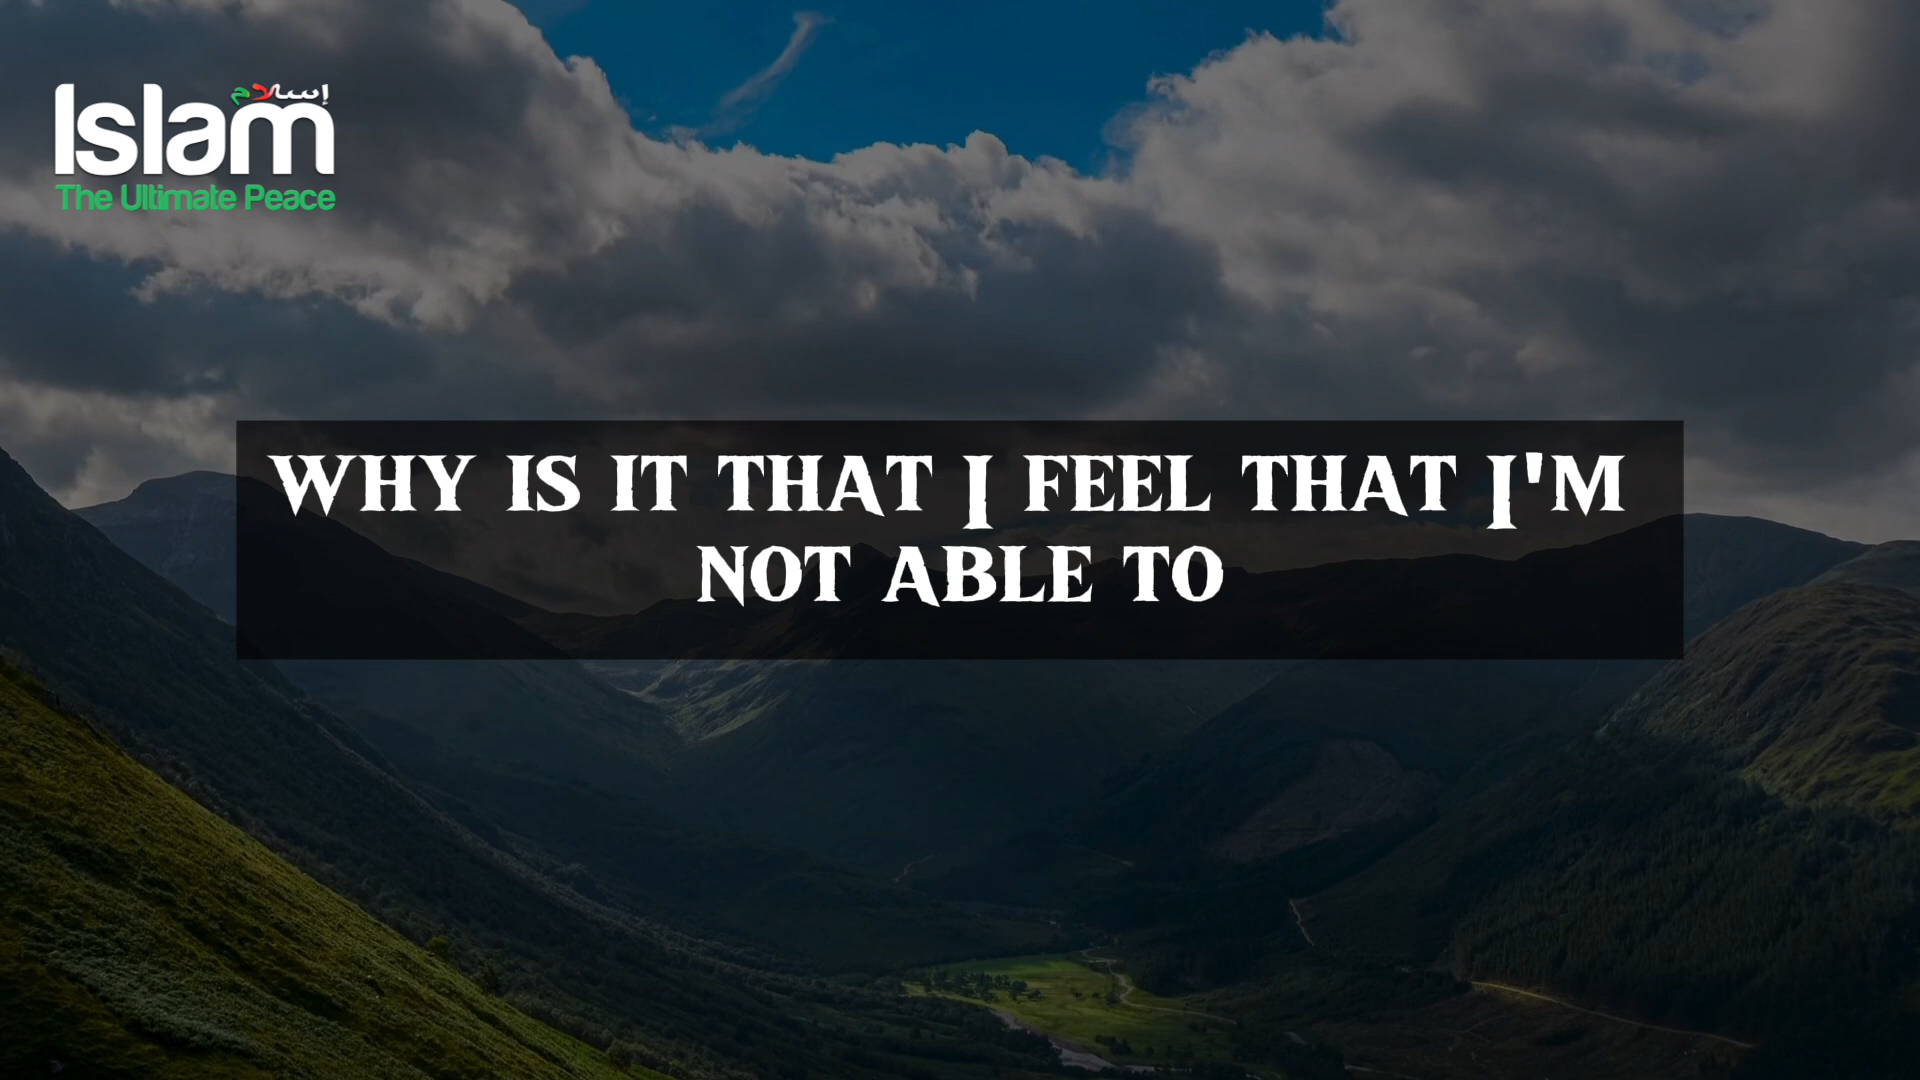 إسلام
Islam
The Ultimate Peace
WHY IS IT THAT I FEEL THAT I'M
NOT ABLE TO